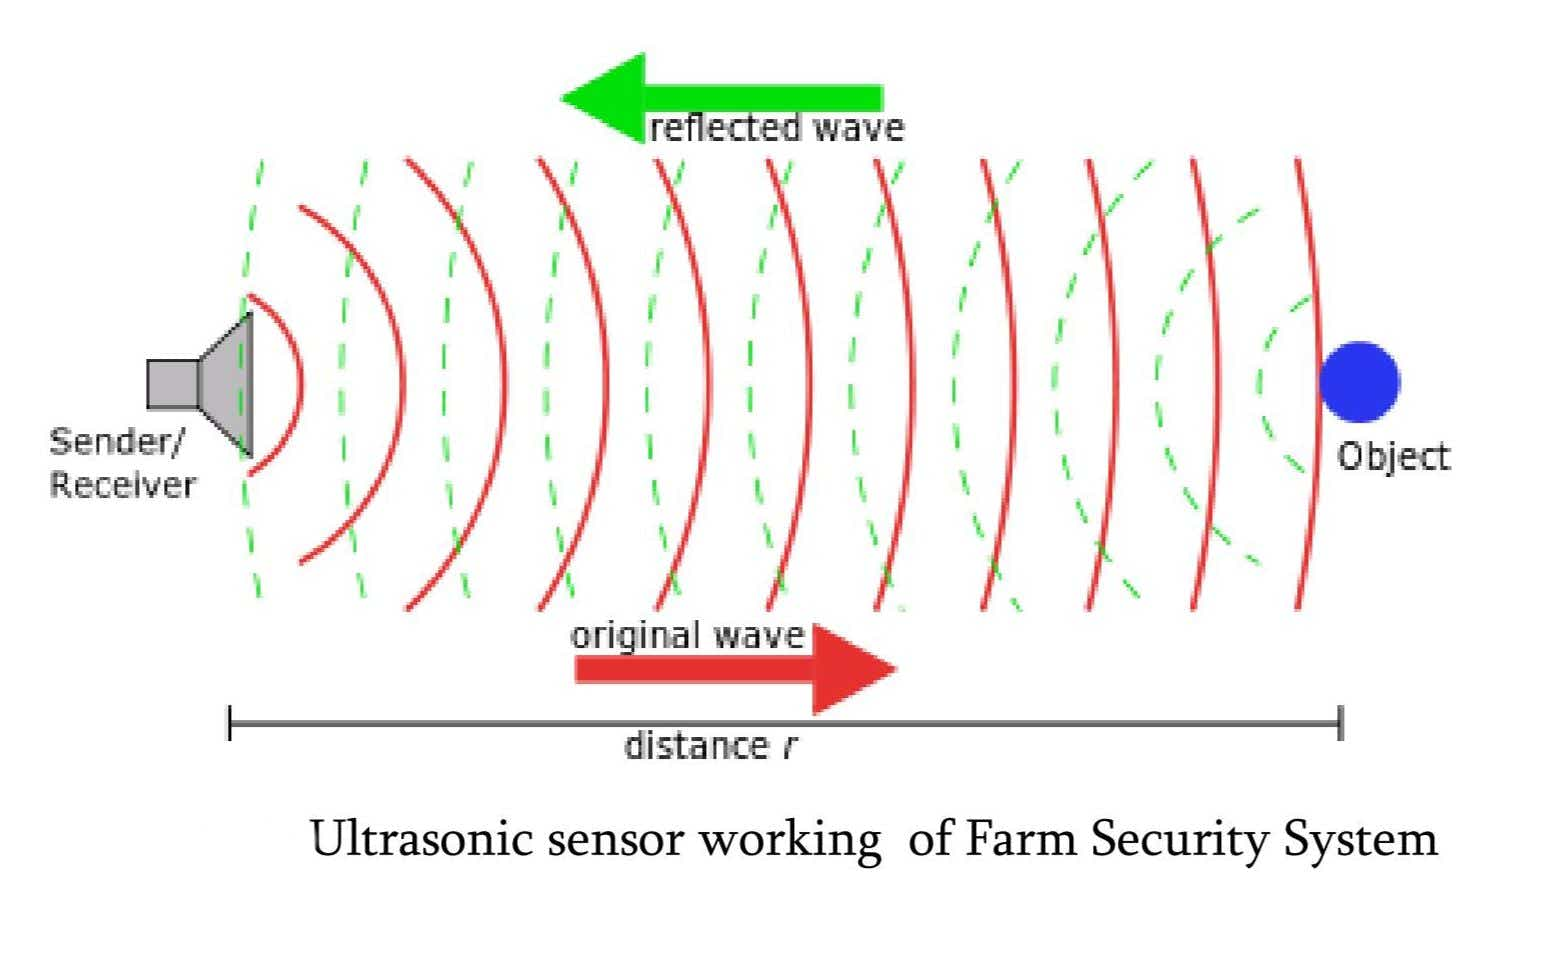 reflected wave
Sender/
Receiver
Object
original wave
distance r
Ultrasonic sensor working of Farm Security System